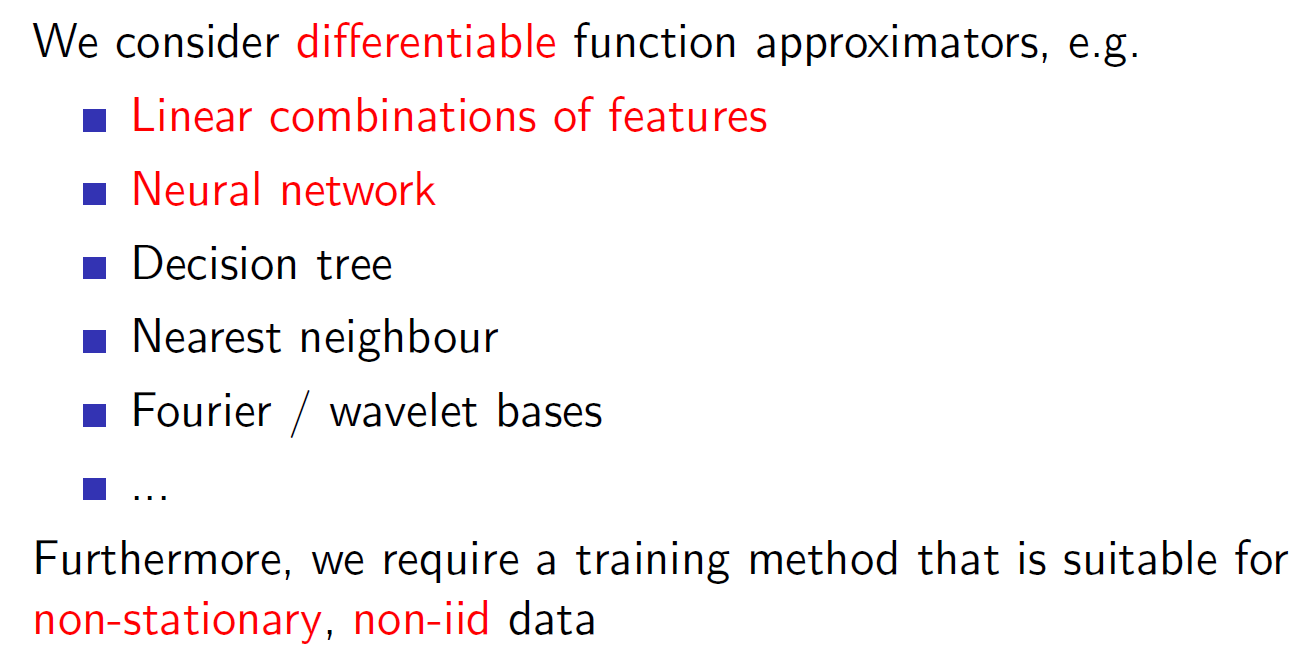 We consider differentiable function approximators, e.g.
Linear combinations of features
Neural network
Decision tree
Nearest neighbour
Fourier / wavelet bases
...
Furthermore, we require a training method that is suitable for
non-stationary, non-iid data